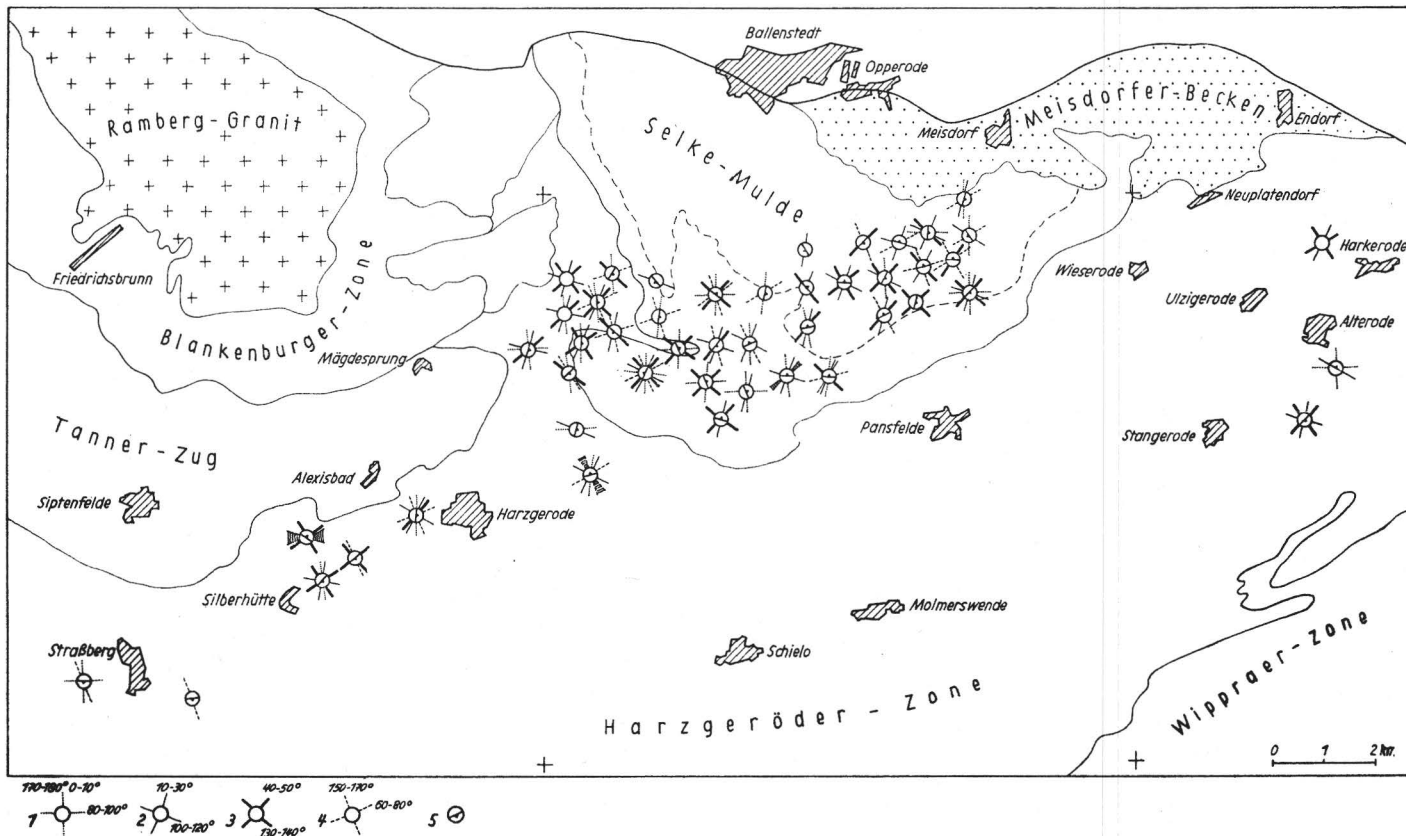 Ballenstedt
Opperode
Ramberg-Granit
Meisdorfer-Becken
Endorf
Meisdorf
Selke-Mulde
Neuplatendorf
Friedrichsbrunn
Harkerode
Wieserode
Ulzigerode
Blankenburger-Zone
Alterode
Mägdesprung
Tanner-Zug
Pansfelde
Stangerode
Alexisbad
Siptenfelde
Harzgerode
Silberhütte
Molmerswende
Straßberg
Schielo
Wippraer-Zone
Harzgeröder-Zone
0 1 2 km.
170-180° 0-10° 10-30° 40-50° 150-170°
1 80-100° 2 100-120° 3 130-140° 4 60-80° 5